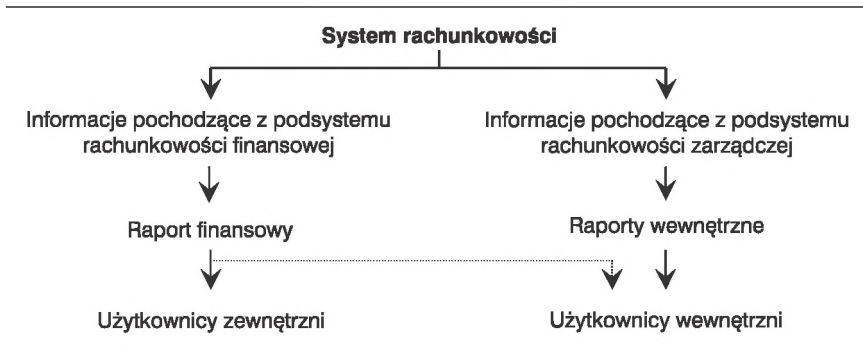 System rachunkowości
Informacje pochodzące z podsystemu
rachunkowości finansowej
Informacje pochodzące z podsystemu
rachunkowości zarządczej
Raport finansowy
Raporty wewnętrzne
Użytkownicy zewnętrzni
Użytkownicy wewnętrzni